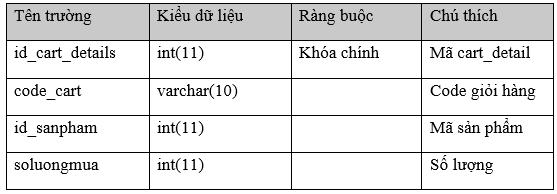 Tên trường Kiểu dữ liệu Ràng buộc Chú thích
id_cart_details int(11) Khóa chính Mã cart_detail
code_cart varchar(10) Code giỏi hàng
id_sanpham int(11) Mã sản phẩm
soluongmua int(11) Số lượng